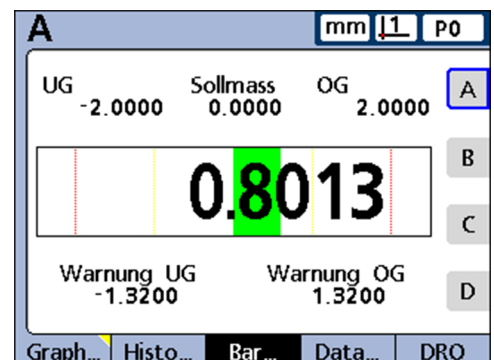 A mm 1 P0
UG Sollmass OG A
-2.0000 0.0000 2.0000
B
0.8013
C
Warnung UG Warnung OG
-1.3200 1.3200 D
Graph... Histo... Bar... Data... DRO